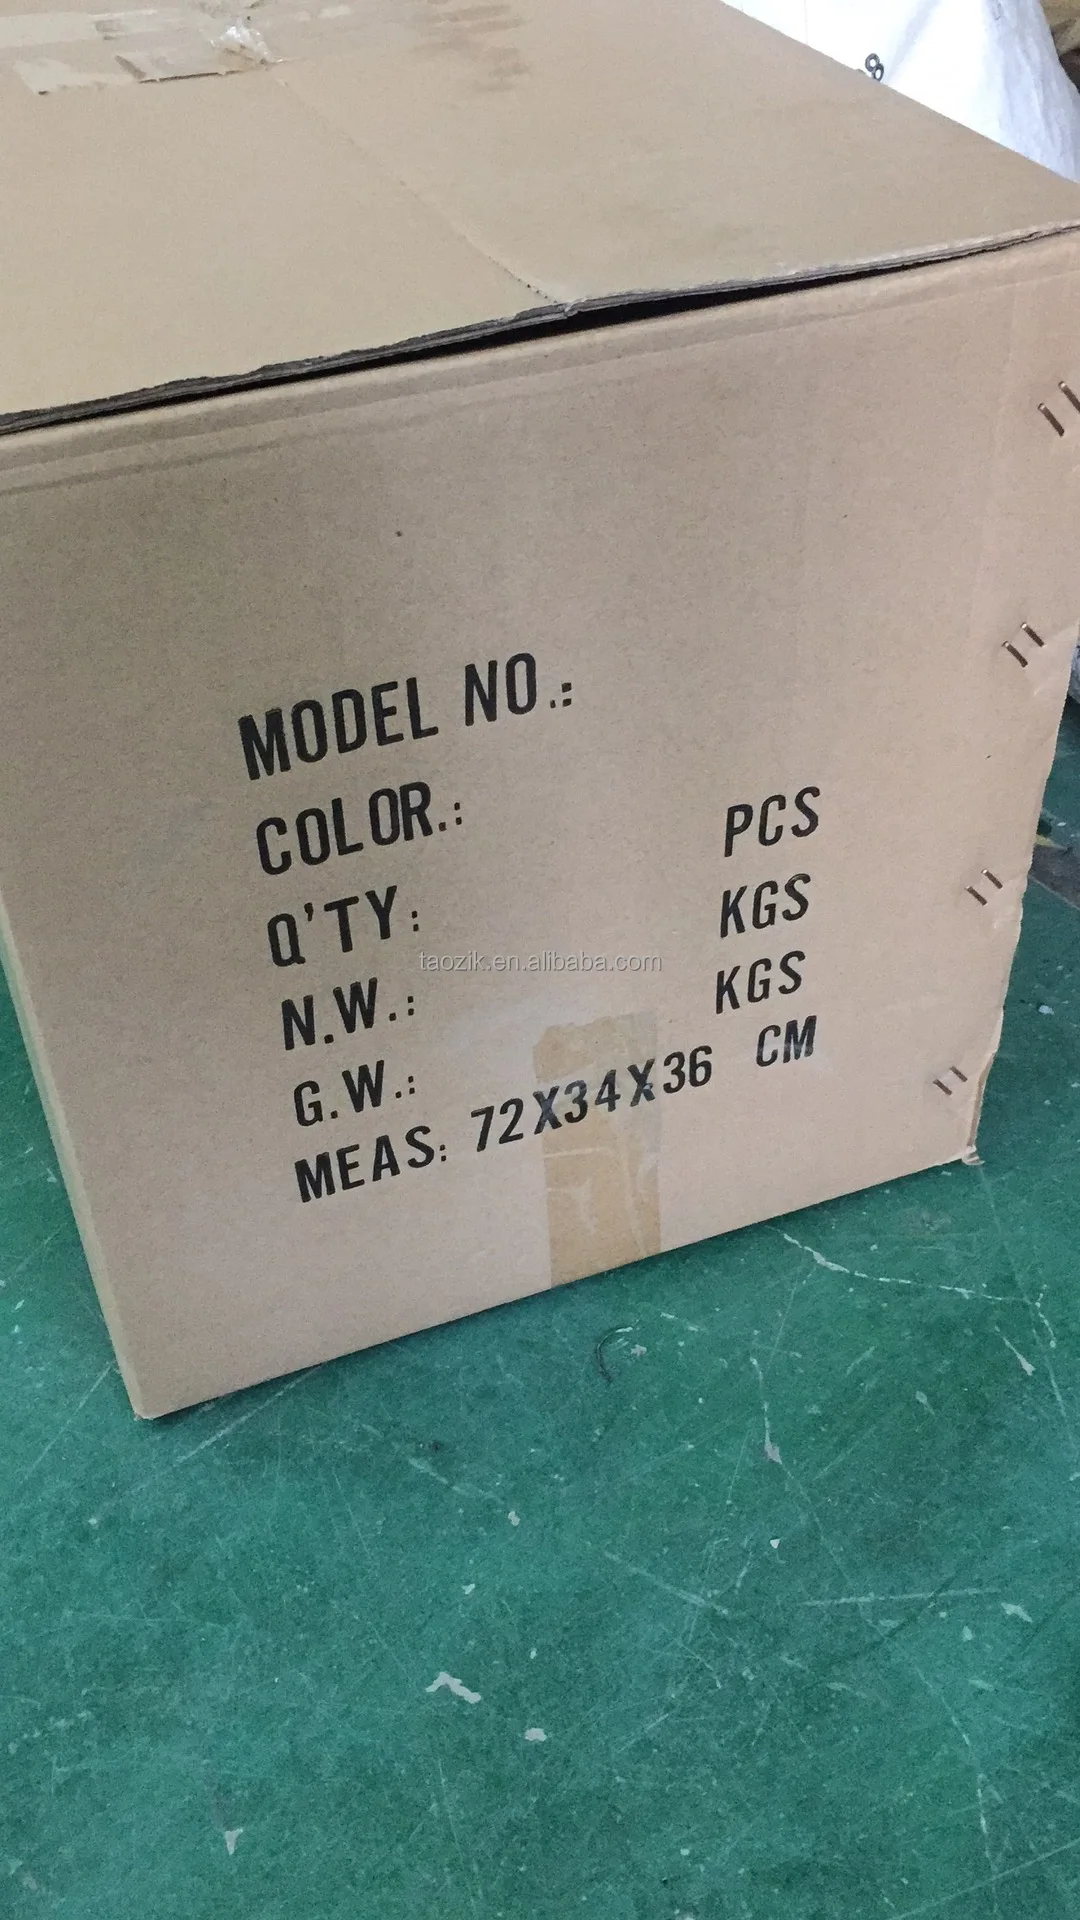 MODEL NO.:
COLOR.:
Q'TY: PCS
N.W.: KGS
G.W.: KGS
MEAS: 72X34X36 CM
taozik.en.alibaba.com